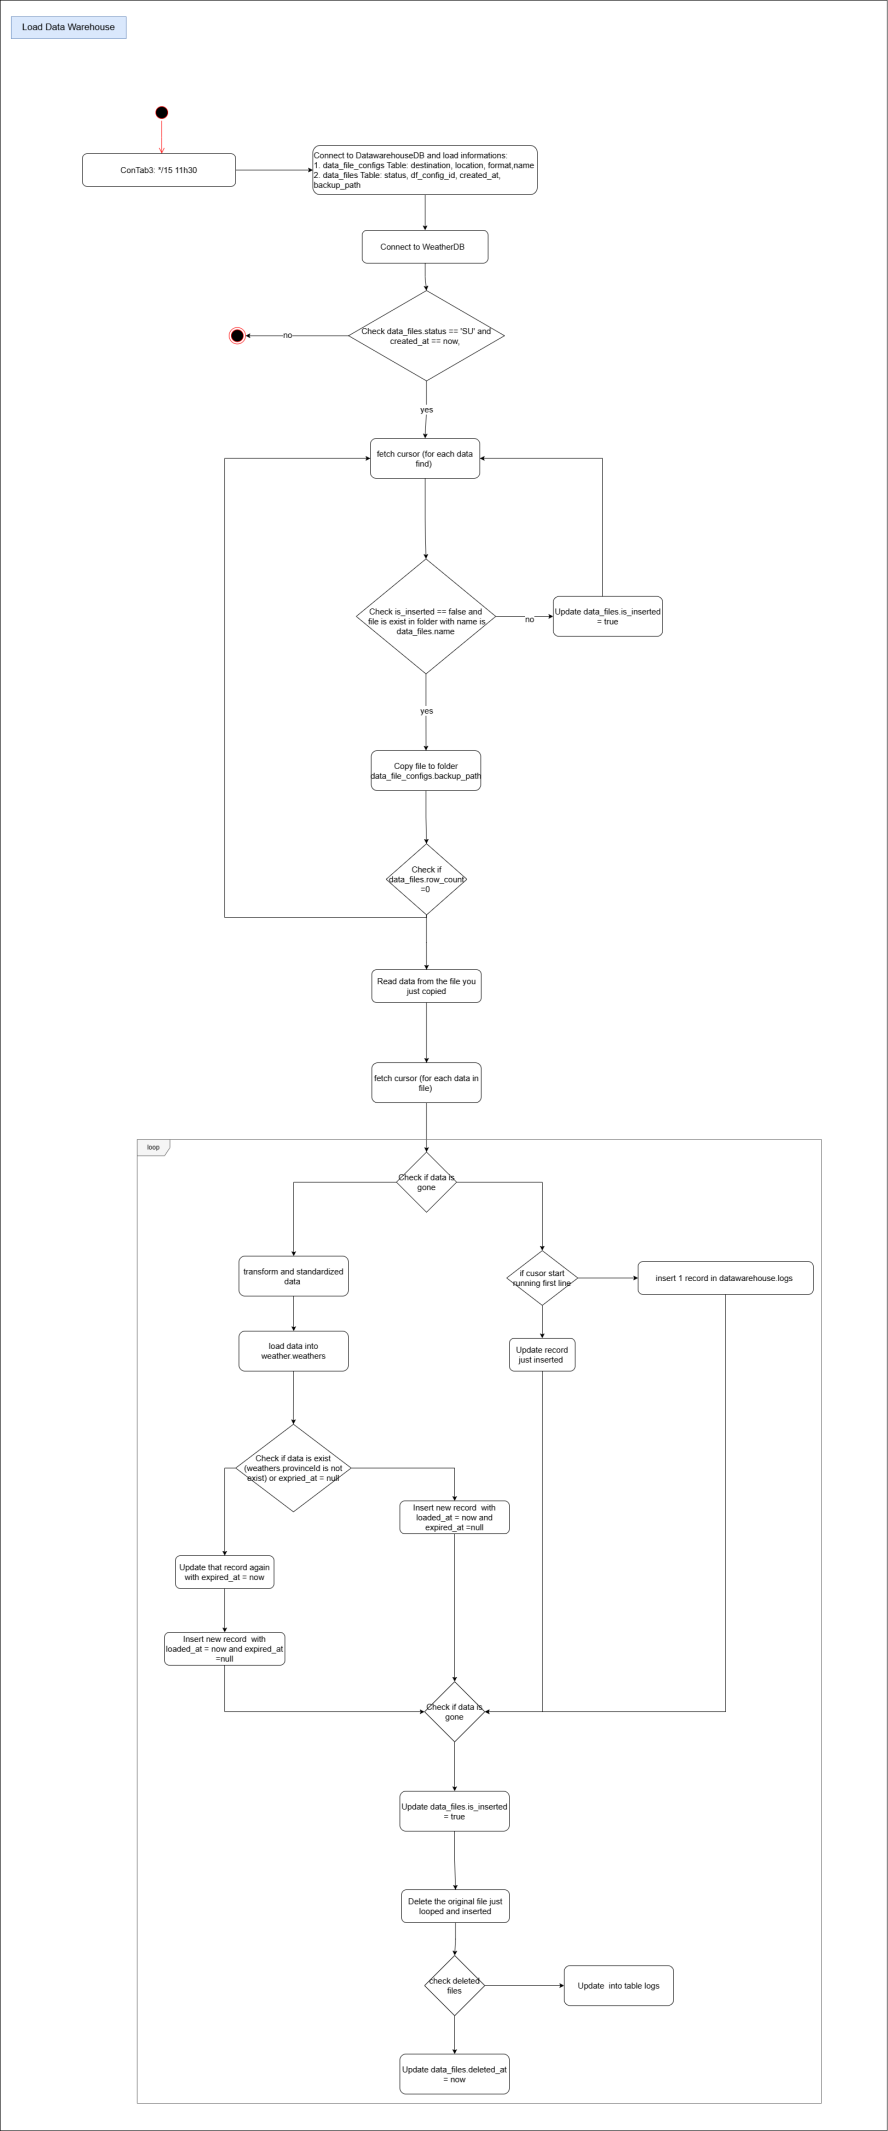 Load Data Warehouse
ConTab3: */15 11h30
Connect to DatawarehouseDB and load informations:
1. data_file_configs Table: destination, location, format,name
2. data_files Table: status, df_config_id, created_at,
backup_path
Connect to WeatherDB
Check data_files.status == 'SU' and
created_at == now,
no
yes
fetch cursor (for each data
find)
Check is_inserted == false and
file is exist in folder with name is
data_files.name
no
Update data_files.is_inserted
= true
yes
Copy file to folder
data_file_configs.backup_path
Check if
data_files.row_count
=0
Read data from the file you
just copied
fetch cursor (for each data in
file)
loop
Check if data is
gone
transform and standardized
data
if cusor start
running first line
insert 1 record in datawarehouse.logs
load data into
weather.weathers
Update record
just inserted
Check if data is exist
(weathers.provinceId is not
exist) or expried_at = null
Insert new record  with
loaded_at = now and
expired_at =null
Update that record again
with expired_at = now
Insert new record  with
loaded_at = now and expired_at
=null
Check if data is
gone
Update data_files.is_inserted
= true
Delete the original file just
looped and inserted
check deleted
files
Update  into table logs
Update data_files.deleted_at
= now